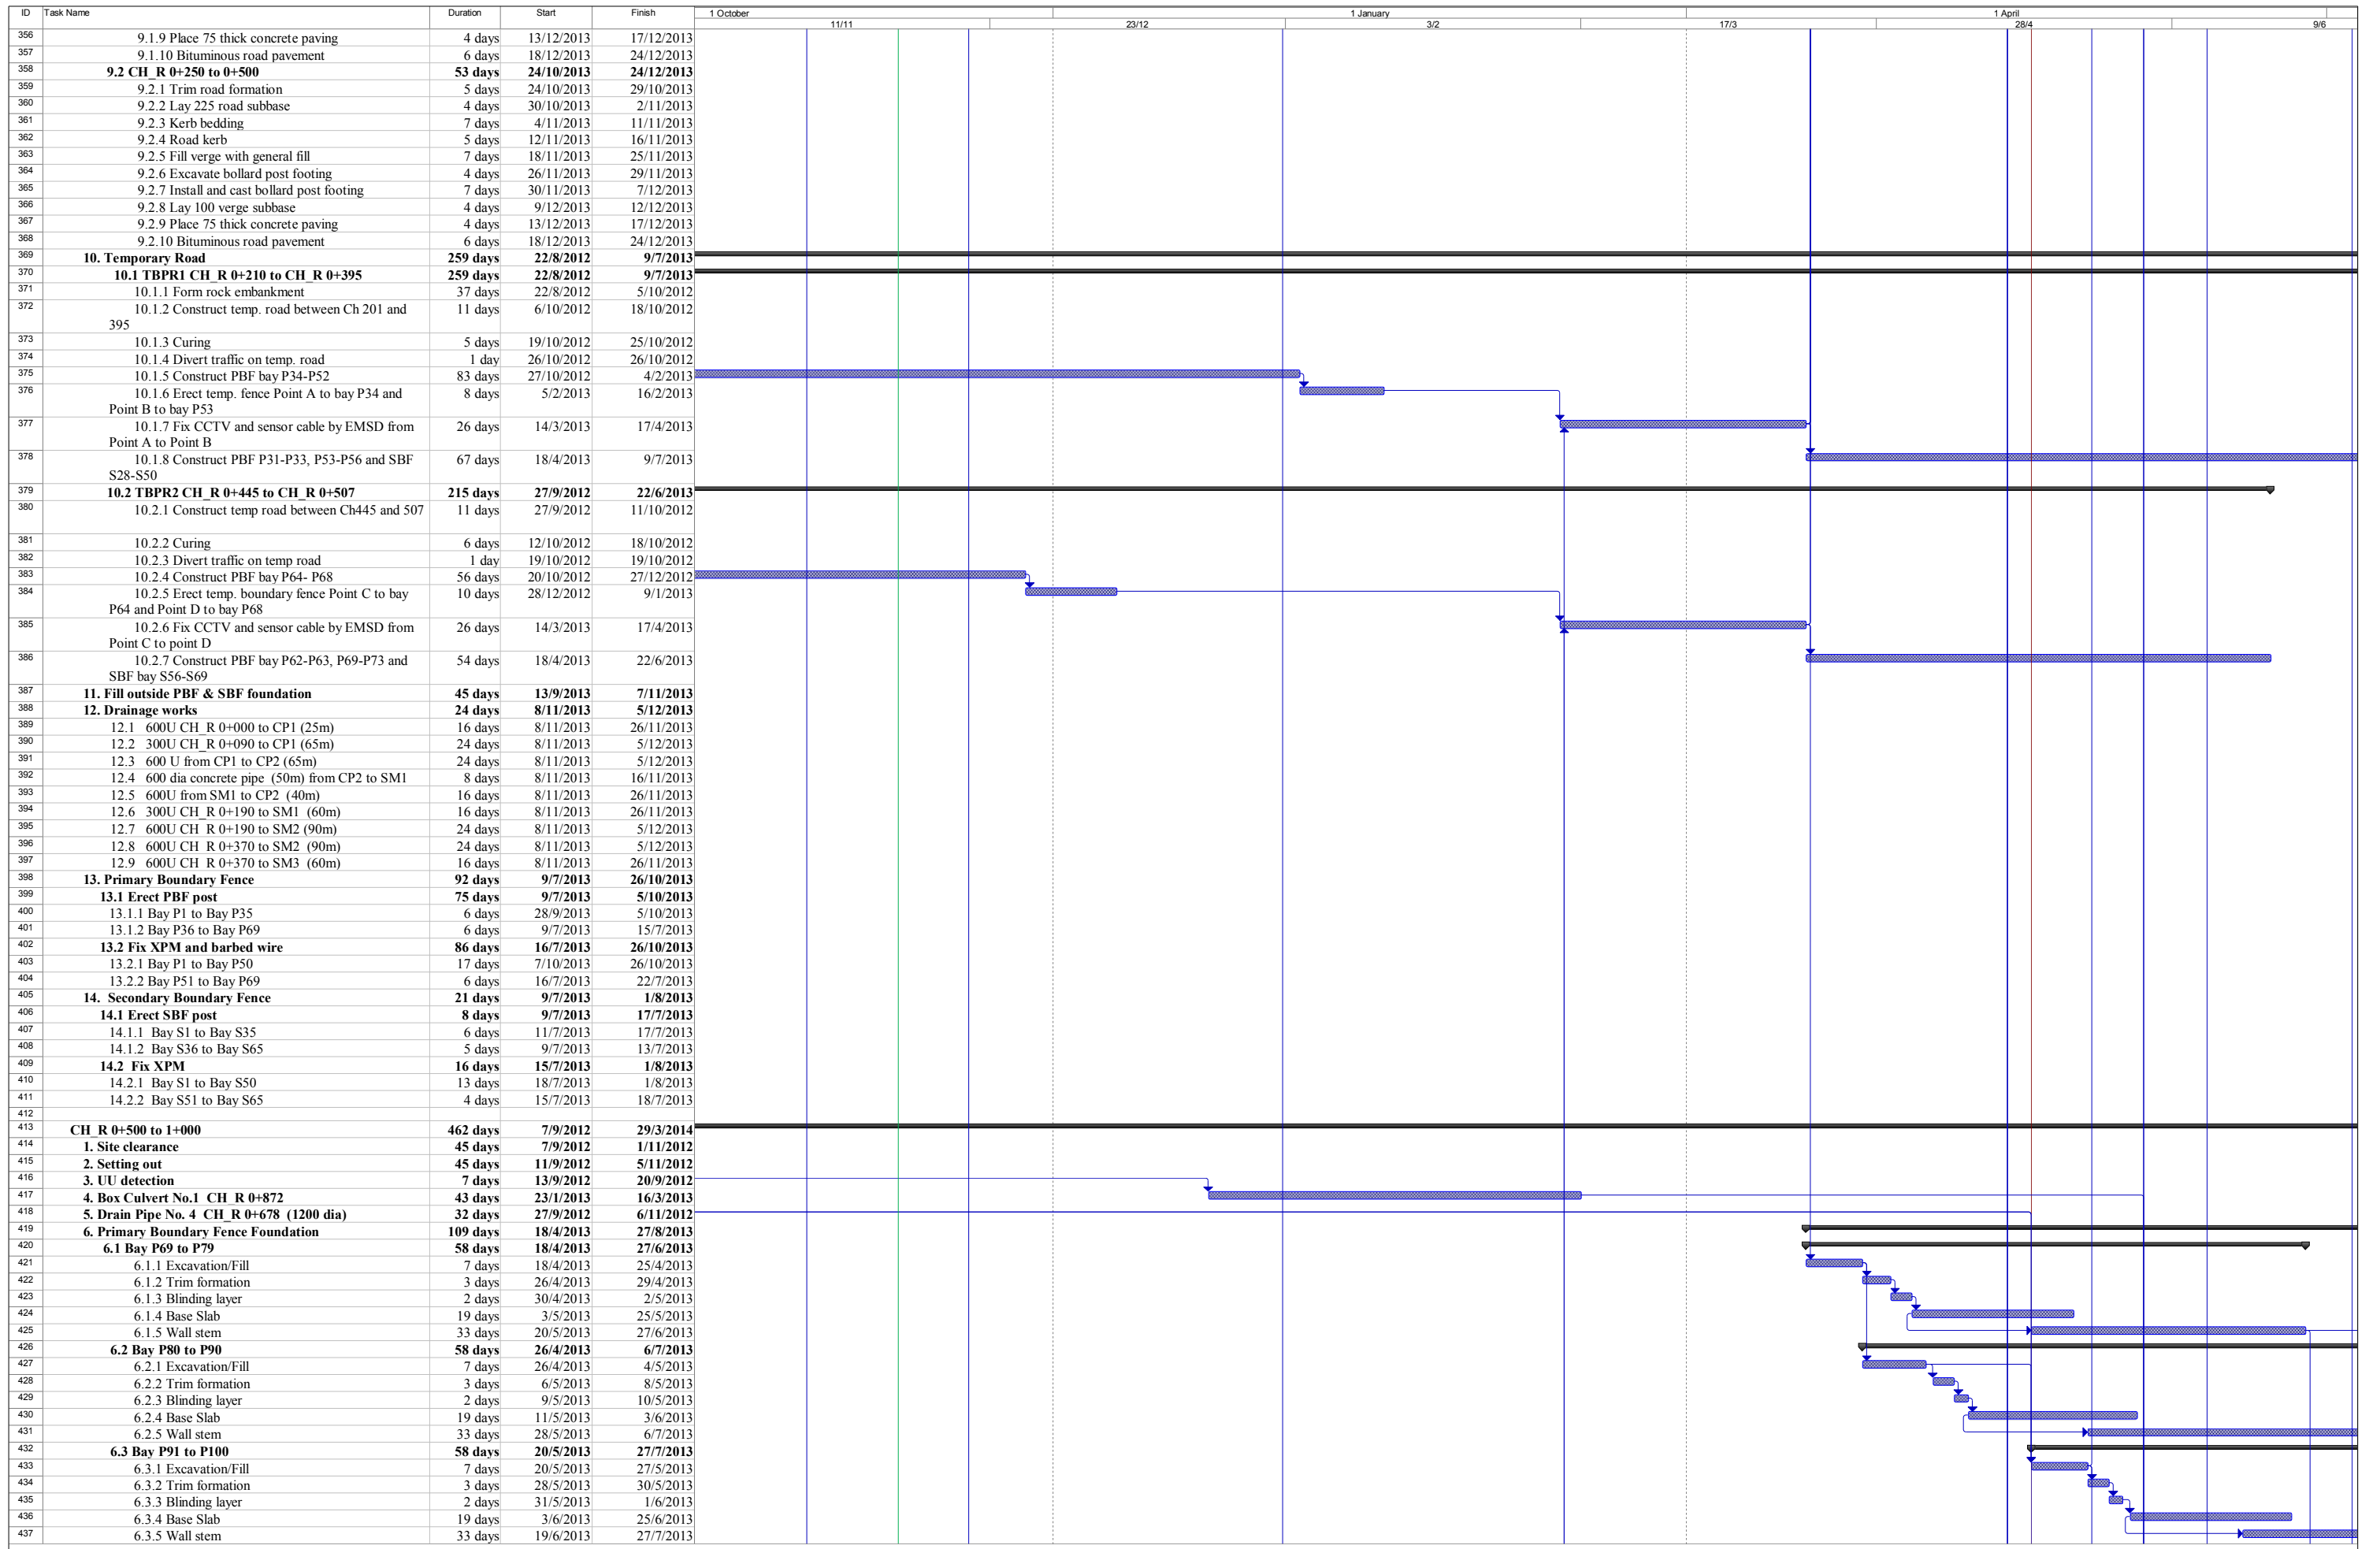 ID Task Name Duration Start Finish 1 October 1 January 1 April
11/11 23/12 3/2 17/3 28/4 9/6
356 9.1.9 Place 75 thick concrete paving 4 days 13/12/2013 17/12/2013
357 9.1.10 Bituminous road pavement 6 days 18/12/2013 24/12/2013
358 9.2 CH_R 0+250 to 0+500 53 days 24/10/2013 24/12/2013
359 9.2.1 Trim road formation 5 days 24/10/2013 29/10/2013
360 9.2.2 Lay 225 road subbase 4 days 30/10/2013 2/11/2013
361 9.2.3 Kerb bedding 7 days 4/11/2013 11/11/2013
362 9.2.4 Road kerb 5 days 12/11/2013 16/11/2013
363 9.2.5 Fill verge with general fill 7 days 18/11/2013 25/11/2013
364 9.2.6 Excavate bollard post footing 4 days 26/11/2013 29/11/2013
365 9.2.7 Install and cast bollard post footing 7 days 30/11/2013 7/12/2013
366 9.2.8 Lay 100 verge subbase 4 days 9/12/2013 12/12/2013
367 9.2.9 Place 75 thick concrete paving 4 days 13/12/2013 17/12/2013
368 9.2.10 Bituminous road pavement 6 days 18/12/2013 24/12/2013
369 10. Temporary Road 259 days 22/8/2012 9/7/2013
370 10.1 TBPR1 CH_R 0+210 to CH_R 0+395 259 days 22/8/2012 9/7/2013
371 10.1.1 Form rock embankment 37 days 22/8/2012 5/10/2012
372 10.1.2 Construct temp. road between Ch 201 and 11 days 6/10/2012 18/10/2012
395
373 10.1.3 Curing 5 days 19/10/2012 25/10/2012
374 10.1.4 Divert traffic on temp. road 1 day 26/10/2012 26/10/2012
375 10.1.5 Construct PBF bay P34-P52 83 days 27/10/2012 4/2/2013
376 10.1.6 Erect temp. fence Point A to bay P34 and 8 days 5/2/2013 16/2/2013
Point B to bay P53
377 10.1.7 Fix CCTV and sensor cable by EMSD from 26 days 14/3/2013 17/4/2013
Point A to Point B
378 10.1.8 Construct PBF P31-P33, P53-P56 and SBF 67 days 18/4/2013 9/7/2013
S28-S50
379 10.2 TBPR2 CH_R 0+445 to CH_R 0+507 215 days 27/9/2012 22/6/2013
380 10.2.1 Construct temp road between Ch445 and 507 11 days 27/9/2012 11/10/2012
381 10.2.2 Curing 6 days 12/10/2012 18/10/2012
382 10.2.3 Divert traffic on temp road 1 day 19/10/2012 19/10/2012
383 10.2.4 Construct PBF bay P64- P68 56 days 20/10/2012 27/12/2012
384 10.2.5 Erect temp. boundary fence Point C to bay 10 days 28/12/2012 9/1/2013
P64 and Point D to bay P68
385 10.2.6 Fix CCTV and sensor cable by EMSD from 26 days 14/3/2013 17/4/2013
Point C to point D
386 10.2.7 Construct PBF bay P62-P63, P69-P73 and 54 days 18/4/2013 22/6/2013
SBF bay S56-S69
387 11. Fill outside PBF & SBF foundation 45 days 13/9/2013 7/11/2013
388 12. Drainage works 24 days 8/11/2013 5/12/2013
389 12.1 600U CH_R 0+000 to CP1 (25m) 16 days 8/11/2013 26/11/2013
390 12.2 300U CH_R 0+090 to CP1 (65m) 24 days 8/11/2013 5/12/2013
391 12.3 600 U from CP1 to CP2 (65m) 24 days 8/11/2013 5/12/2013
392 12.4 600 dia concrete pipe (50m) from CP2 to SM1 8 days 8/11/2013 16/11/2013
393 12.5 600U from SM1 to CP2 (40m) 16 days 8/11/2013 26/11/2013
394 12.6 300U CH_R 0+190 to SM1 (60m) 16 days 8/11/2013 26/11/2013
395 12.7 600U CH R 0+190 to SM2 (90m) 24 days 8/11/2013 5/12/2013
396 12.8 600U CH R 0+370 to SM2 (90m) 24 days 8/11/2013 5/12/2013
397 12.9 600U CH R 0+370 to SM3 (60m) 16 days 8/11/2013 26/11/2013
398 13. Primary Boundary Fence 92 days 9/7/2013 26/10/2013
399 13.1 Erect PBF post 75 days 9/7/2013 5/10/2013
400 13.1.1 Bay P1 to Bay P35 6 days 28/9/2013 5/10/2013
401 13.1.2 Bay P36 to Bay P69 6 days 9/7/2013 15/7/2013
402 13.2 Fix XPM and barbed wire 86 days 16/7/2013 26/10/2013
403 13.2.1 Bay P1 to Bay P50 17 days 7/10/2013 26/10/2013
404 13.2.2 Bay P51 to Bay P69 6 days 16/7/2013 22/7/2013
405 14. Secondary Boundary Fence 21 days 9/7/2013 1/8/2013
406 14.1 Erect SBF post 8 days 9/7/2013 17/7/2013
407 14.1.1 Bay S1 to Bay S35 6 days 11/7/2013 17/7/2013
408 14.1.2 Bay S36 to Bay S65 5 days 9/7/2013 13/7/2013
409 14.2 Fix XPM 16 days 15/7/2013 1/8/2013
410 14.2.1 Bay S1 to Bay S50 13 days 18/7/2013 1/8/2013
411 14.2.2 Bay S51 to Bay S65 4 days 15/7/2013 18/7/2013
412
413 CH_R 0+500 to 1+000 462 days 7/9/2012 29/3/2014
414 1. Site clearance 45 days 7/9/2012 1/11/2012
415 2. Setting out 45 days 11/9/2012 5/11/2012
416 3. UU detection 7 days 13/9/2012 20/9/2012
417 4. Box Culvert No.1 CH_R 0+872 43 days 23/1/2013 16/3/2013
418 5. Drain Pipe No. 4 CH_R 0+678 (1200 dia) 32 days 27/9/2012 6/11/2012
419 6. Primary Boundary Fence Foundation 109 days 18/4/2013 27/8/2013
420 6.1 Bay P69 to P79 58 days 18/4/2013 27/6/2013
421 6.1.1 Excavation/Fill 7 days 18/4/2013 25/4/2013
422 6.1.2 Trim formation 3 days 26/4/2013 29/4/2013
423 6.1.3 Blinding layer 2 days 30/4/2013 2/5/2013
424 6.1.4 Base Slab 19 days 3/5/2013 25/5/2013
425 6.1.5 Wall stem 33 days 20/5/2013 27/6/2013
426 6.2 Bay P80 to P90 58 days 26/4/2013 6/7/2013
427 6.2.1 Excavation/Fill 7 days 26/4/2013 4/5/2013
428 6.2.2 Trim formation 3 days 6/5/2013 8/5/2013
429 6.2.3 Blinding layer 2 days 9/5/2013 10/5/2013
430 6.2.4 Base Slab 19 days 11/5/2013 3/6/2013
431 6.2.5 Wall stem 33 days 28/5/2013 6/7/2013
432 6.3 Bay P91 to P100 58 days 20/5/2013 27/7/2013
433 6.3.1 Excavation/Fill 7 days 20/5/2013 27/5/2013
434 6.3.2 Trim formation 3 days 28/5/2013 30/5/2013
435 6.3.3 Blinding layer 2 days 31/5/2013 1/6/2013
436 6.3.4 Base Slab 19 days 3/6/2013 25/6/2013
437 6.3.5 Wall stem 33 days 19/6/2013 27/7/2013